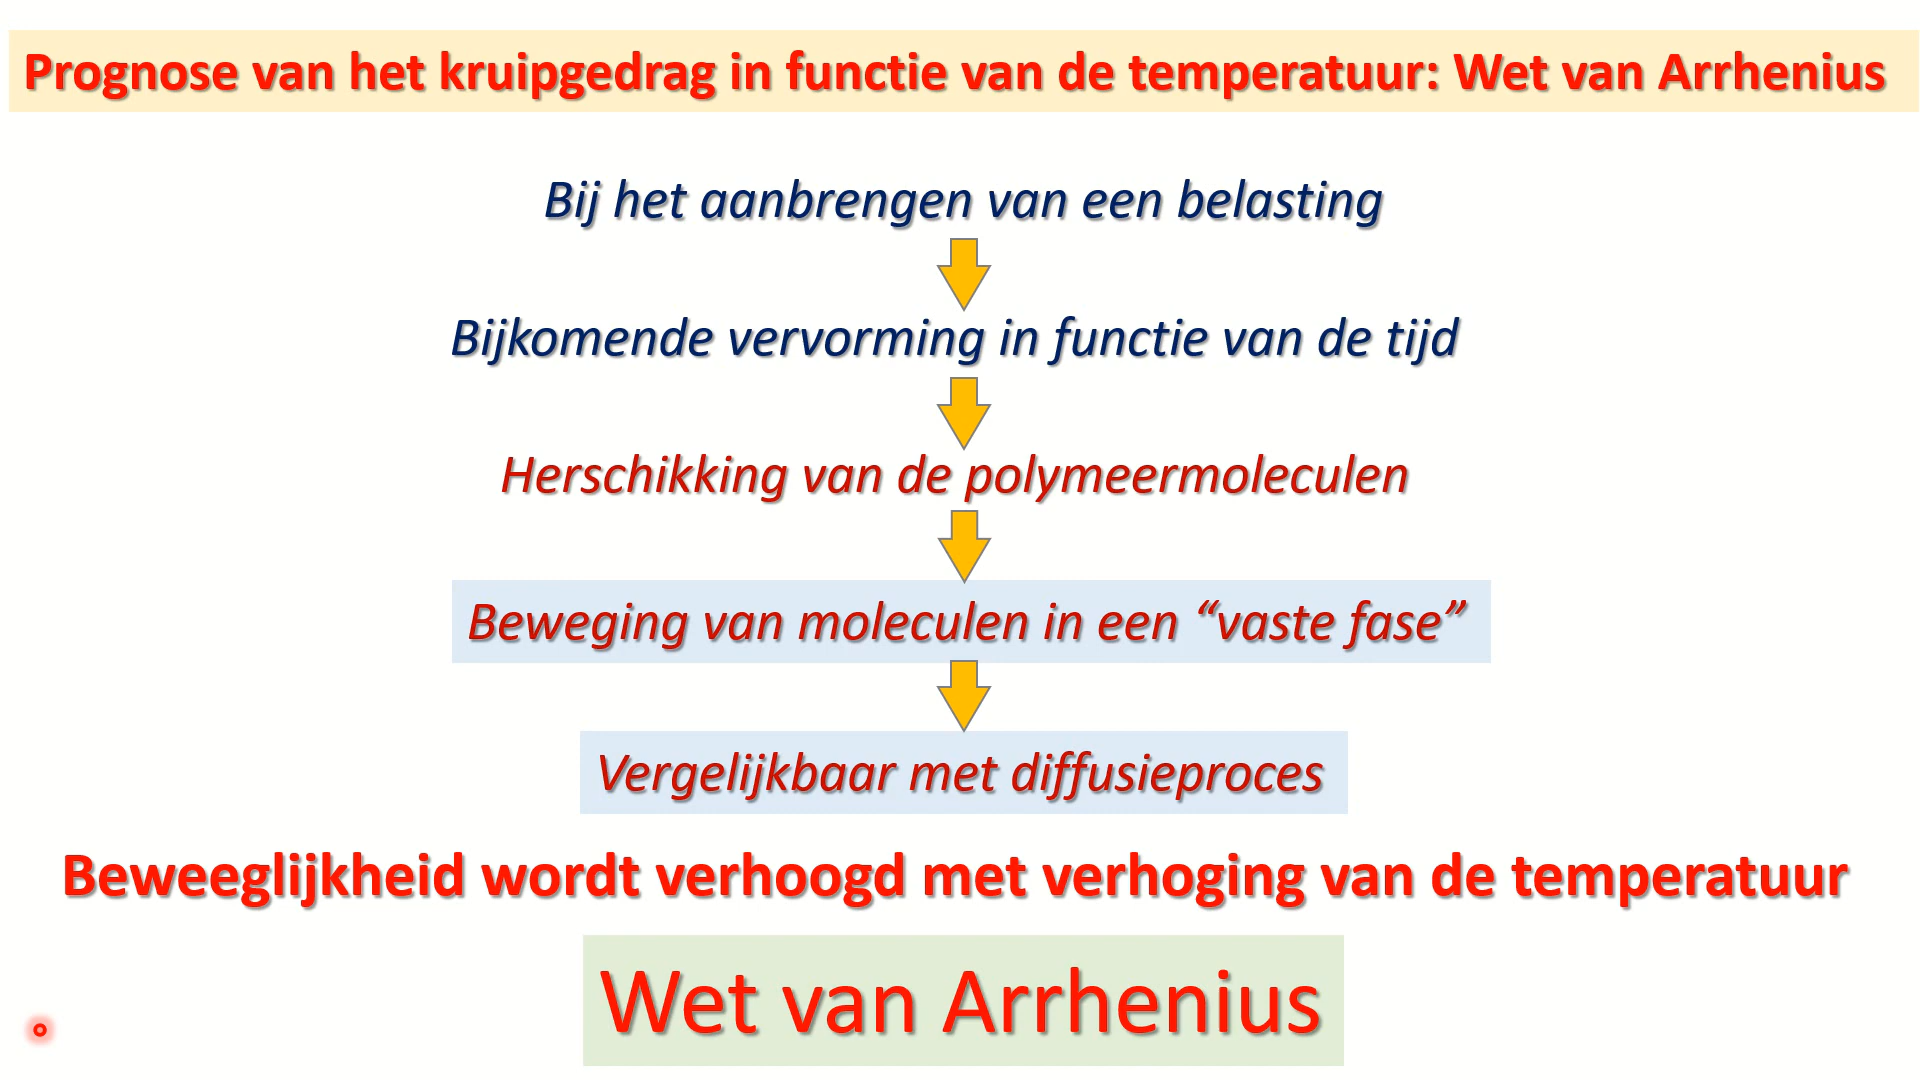 Prognose van het kruipgedrag in functie van de temperatuur: Wet van Arrhenius
Bij het aanbrengen van een belasting
Bijkomende vervorming in functie van de tijd
Herschikking van de polymeermoleculen
Beweging van moleculen in een “vaste fase”
Vergelijkbaar met diffusieproces
Beweeglijkheid wordt verhoogd met verhoging van de temperatuur
Wet van Arrhenius